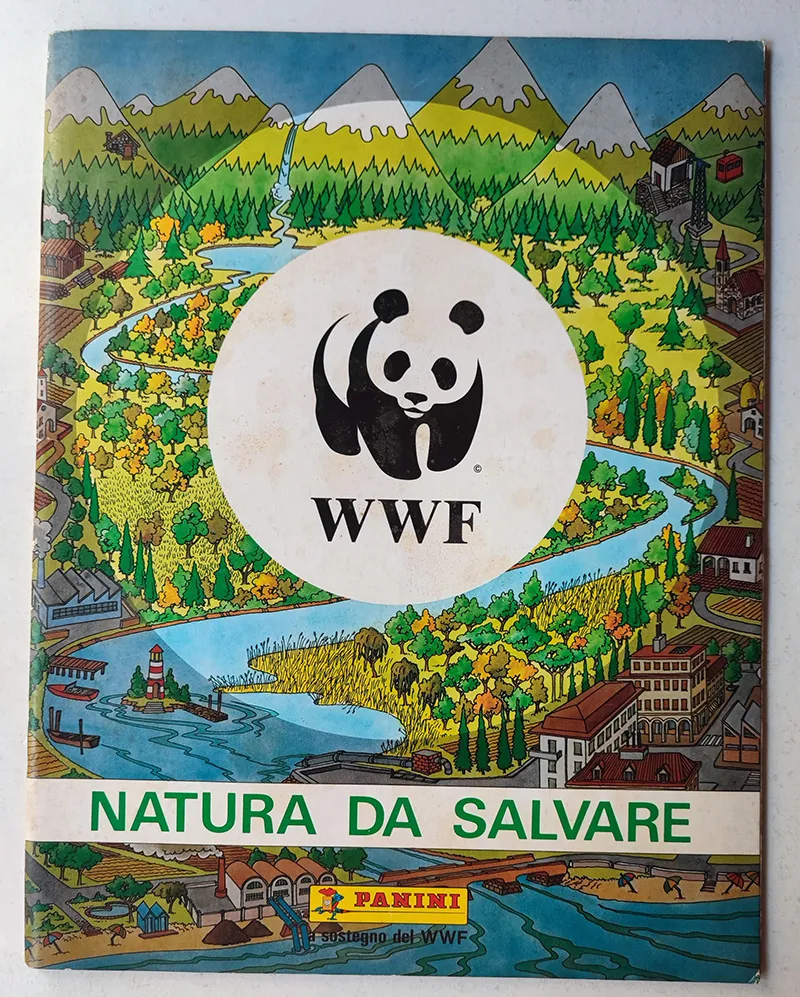 ©
WWF
NATURA DA SALVARE
PANINI
a sostegno del WWF